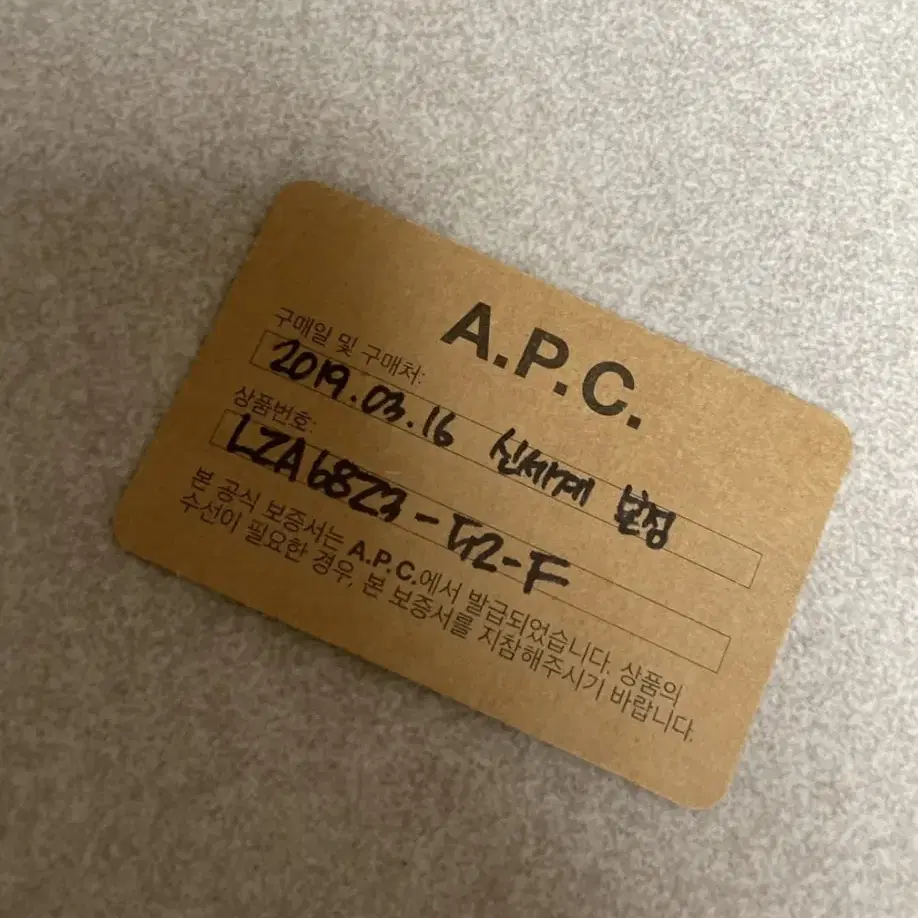 A.P.C.
구매일 및 구매처:
2019.03.16 신세계 본점
상품번호:
LZA68Z3-
본 공식 보증서는 A.P.C.에서 발급되었습니다. 상품의
수선이 필요한 경우, 본 보증서를 지참해주시기 바랍니다.